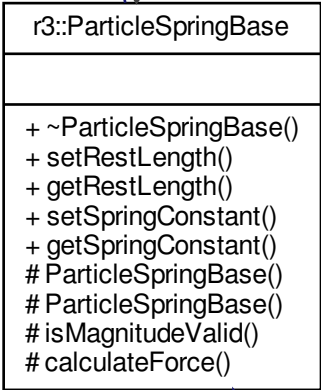 r3::ParticleSpringBase
+ ~ParticleSpringBase()
+ setRestLength()
+ getRestLength()
+ setSpringConstant()
+ getSpringConstant()
# ParticleSpringBase()
# ParticleSpringBase()
# isMagnitudeValid()
# calculateForce()